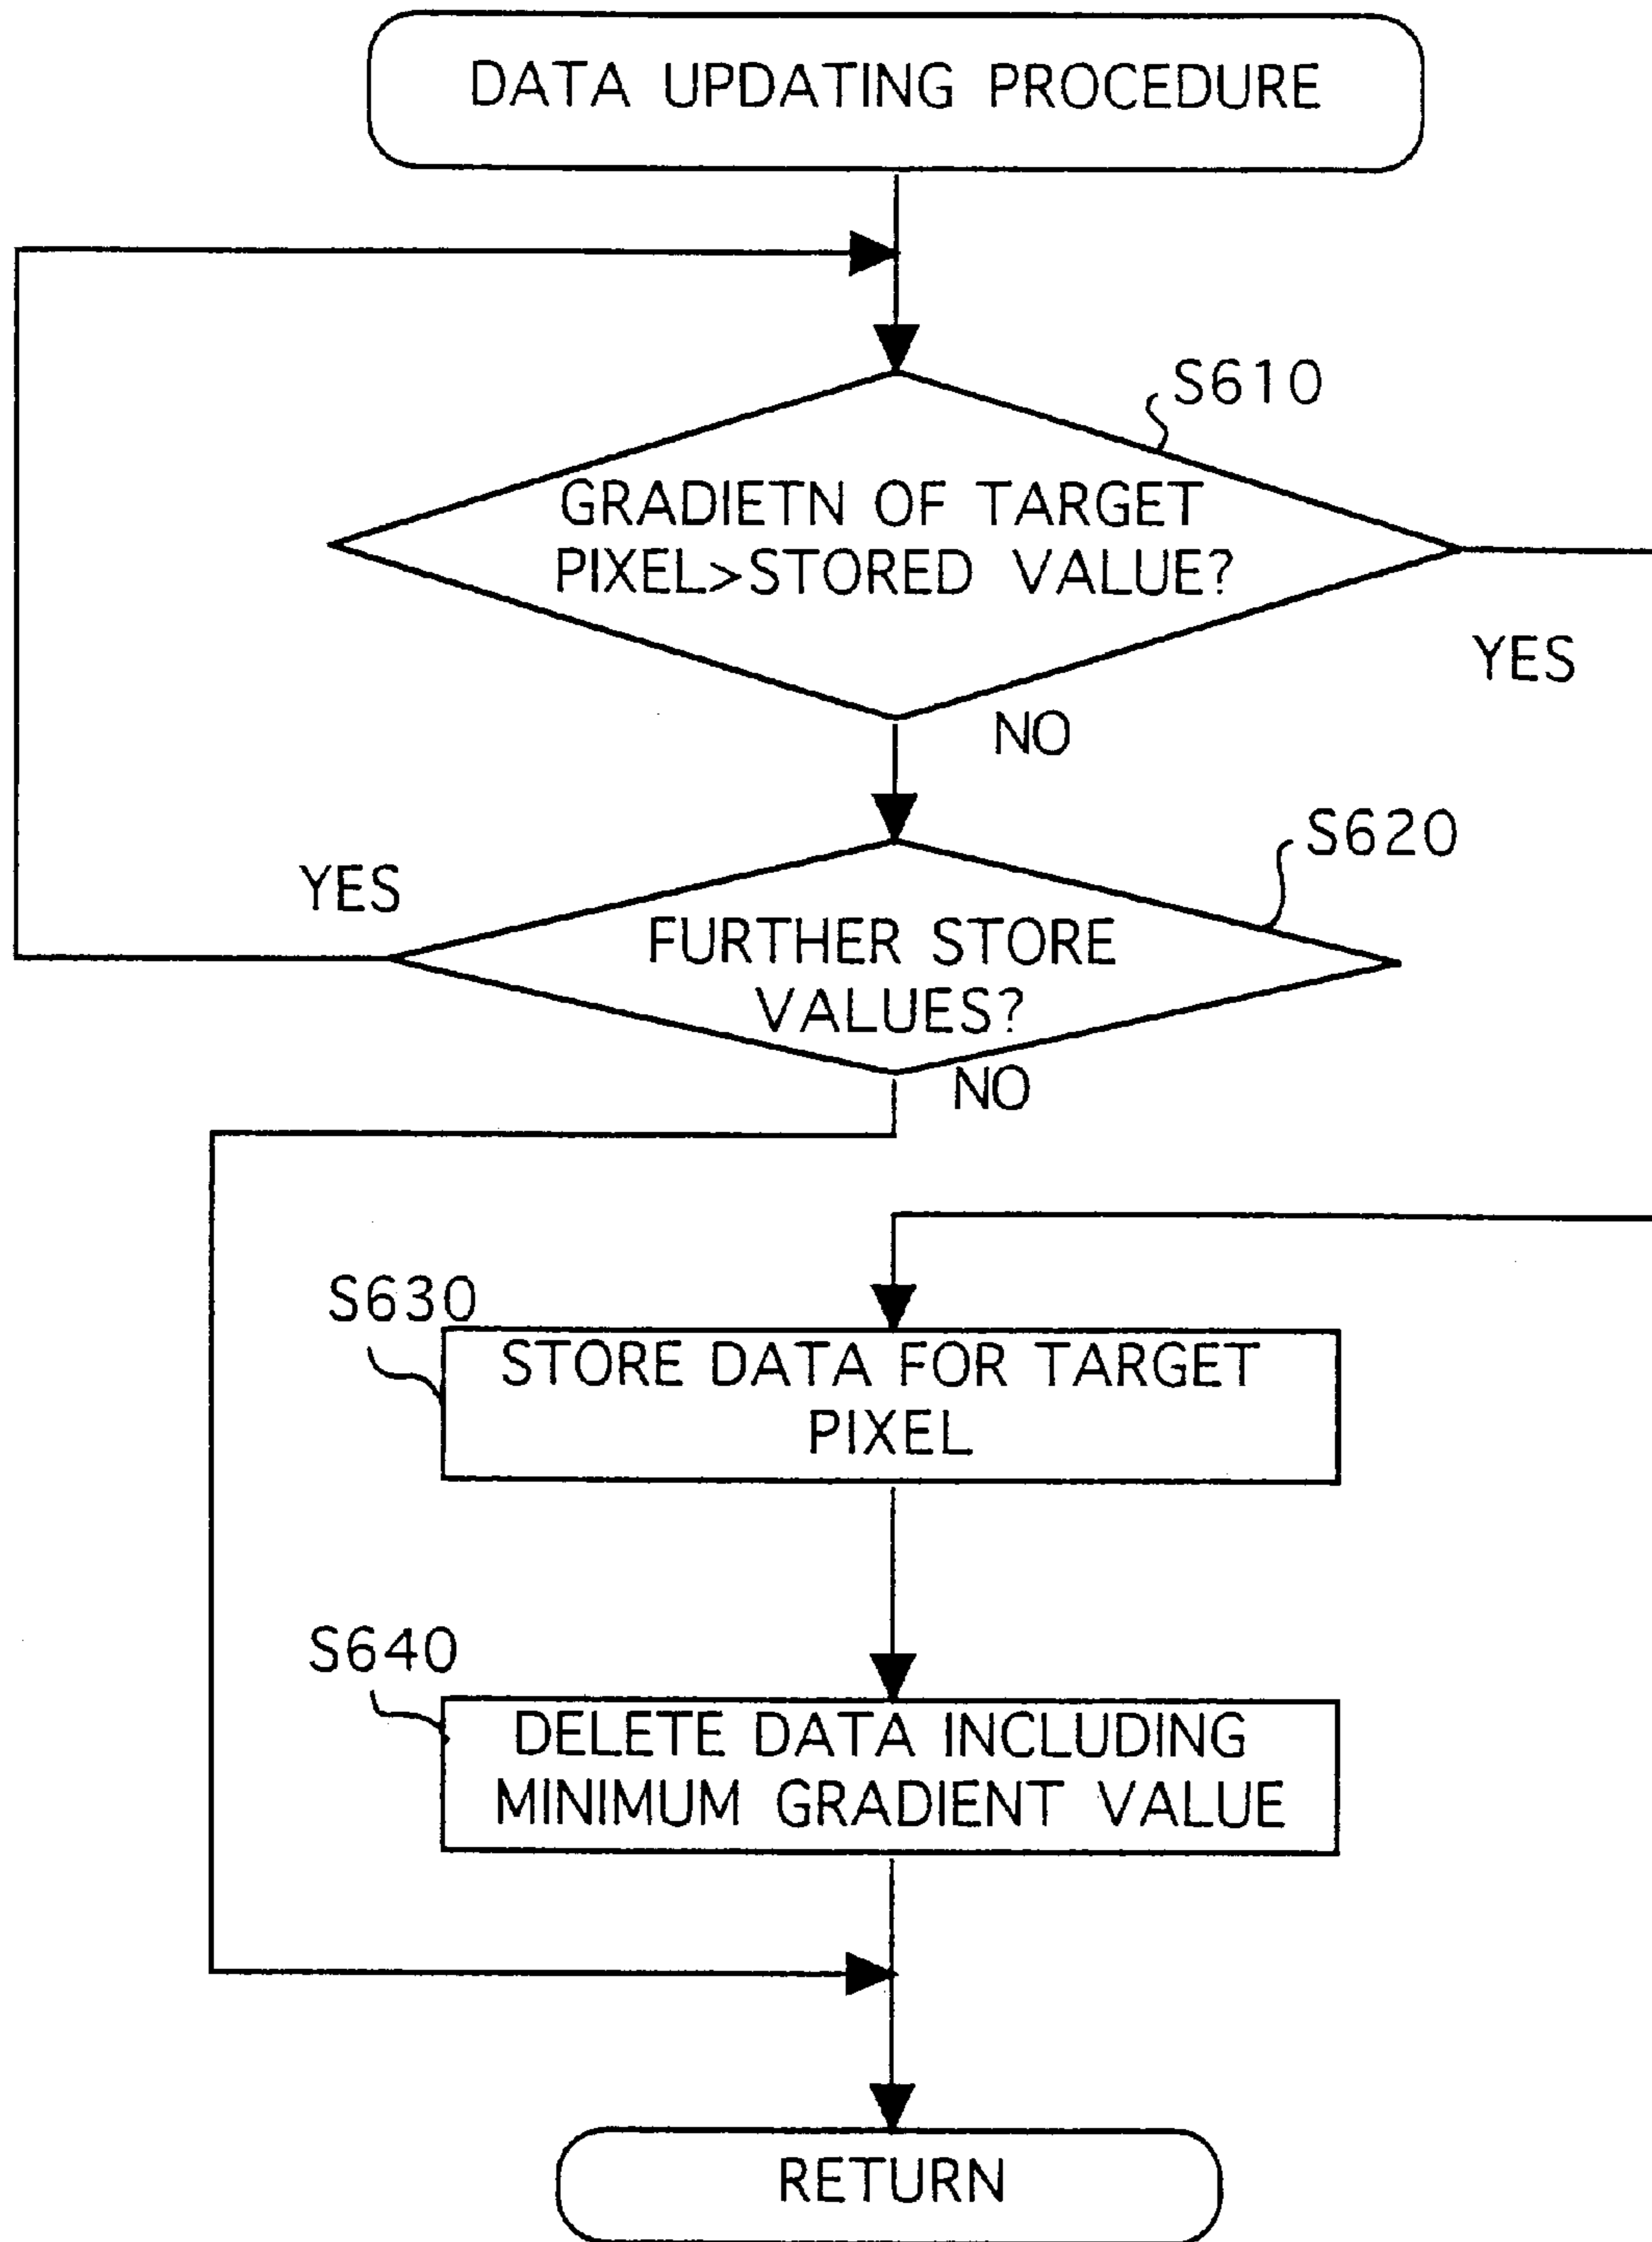 DATA UPDATING PROCEDURE
S610
GRADIETN OF TARGET
PIXEL>STORED VALUE?
YES
NO
S620
YES
FURTHER STORE
VALUES?
NO
S630
STORE DATA FOR TARGET
PIXEL
S640
DELETE DATA INCLUDING
MINIMUM GRADIENT VALUE
RETURN